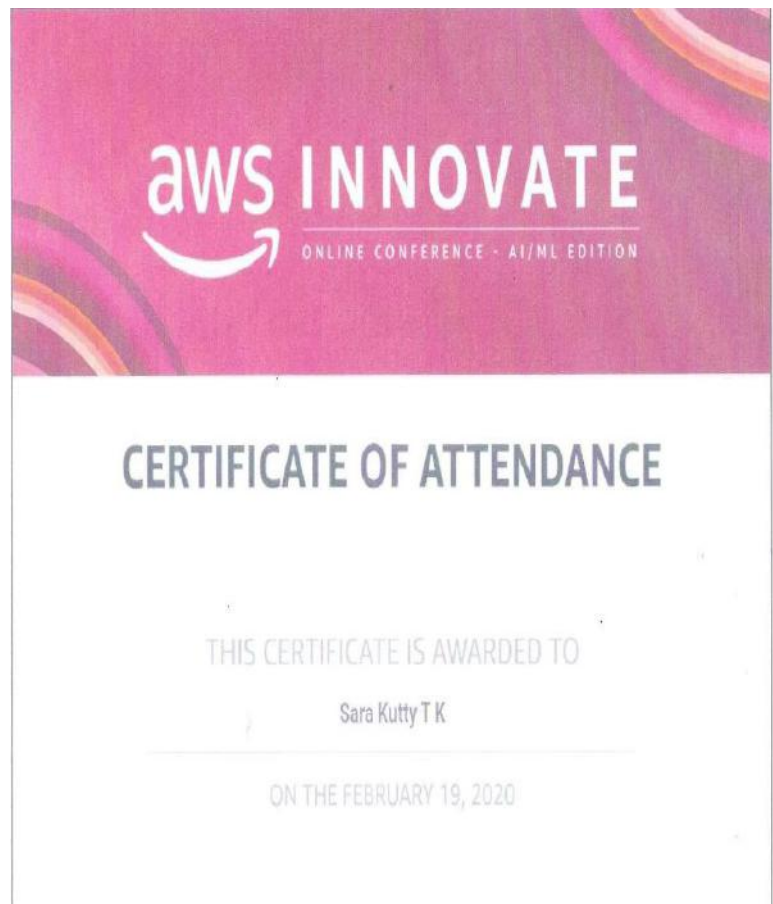 aws INNOVATE
ONLINE CONFERENCE - AI/ML EDITION
CERTIFICATE OF ATTENDANCE
THIS CERTIFICATE IS AWARDED TO
Sara Kutty T K
ON THE FEBRUARY 19, 2020